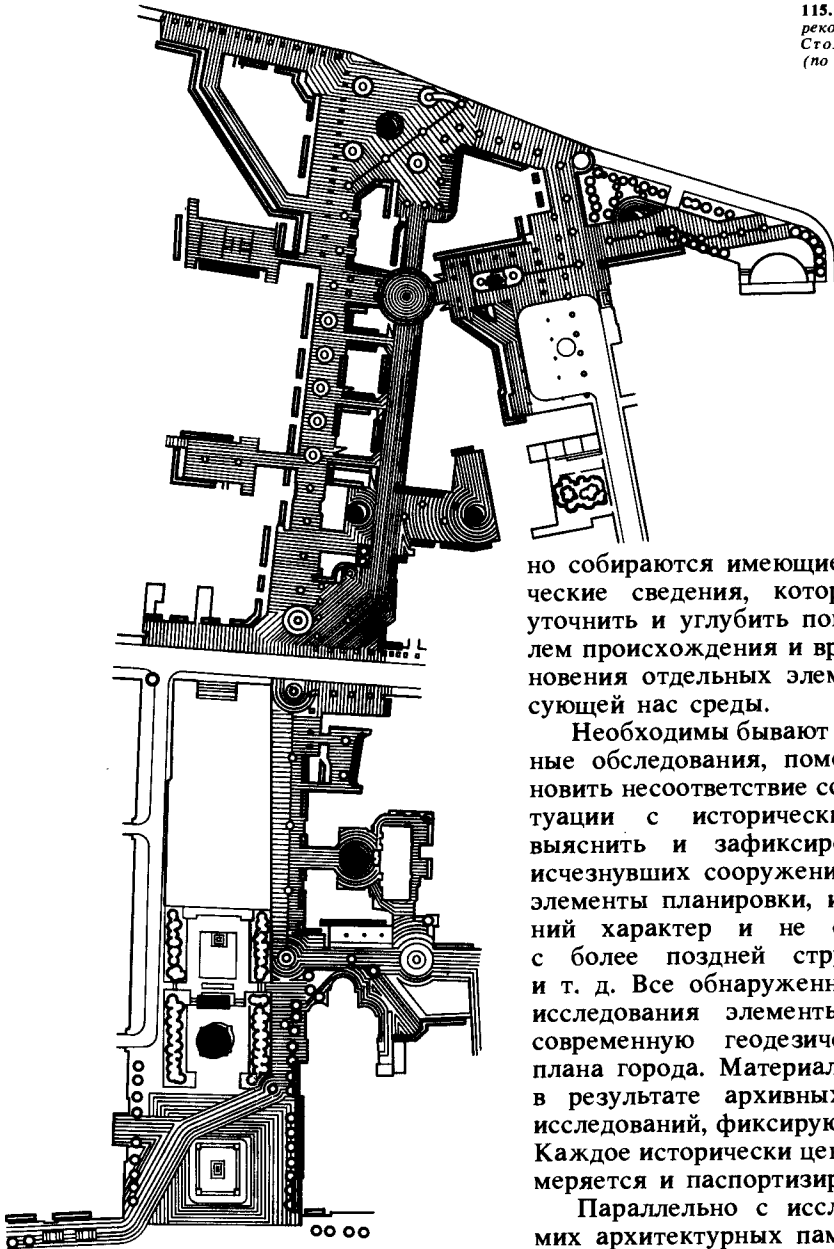 115.
реко
Сто
(по
но собираются имеющие
ческие сведения, котор
уточнить и углубить по
лем происхождения и вр
новения отдельных элем
сующей нас среды.
Необходимы бывают
ные обследования, помо
новить несоответствие со
туации с исторически
выяснить и зафиксиро
исчезнувших сооружени
элементы планировки, и
ний характер и не
с более поздней стру
и т. д. Все обнаруженн
исследования элементы
современную геодезиче
плана города. Материал
в результате архивных
исследований, фиксирую
Каждое исторически цен
меряется и паспортизир
Параллельно с иссл
мих архитектурных пам